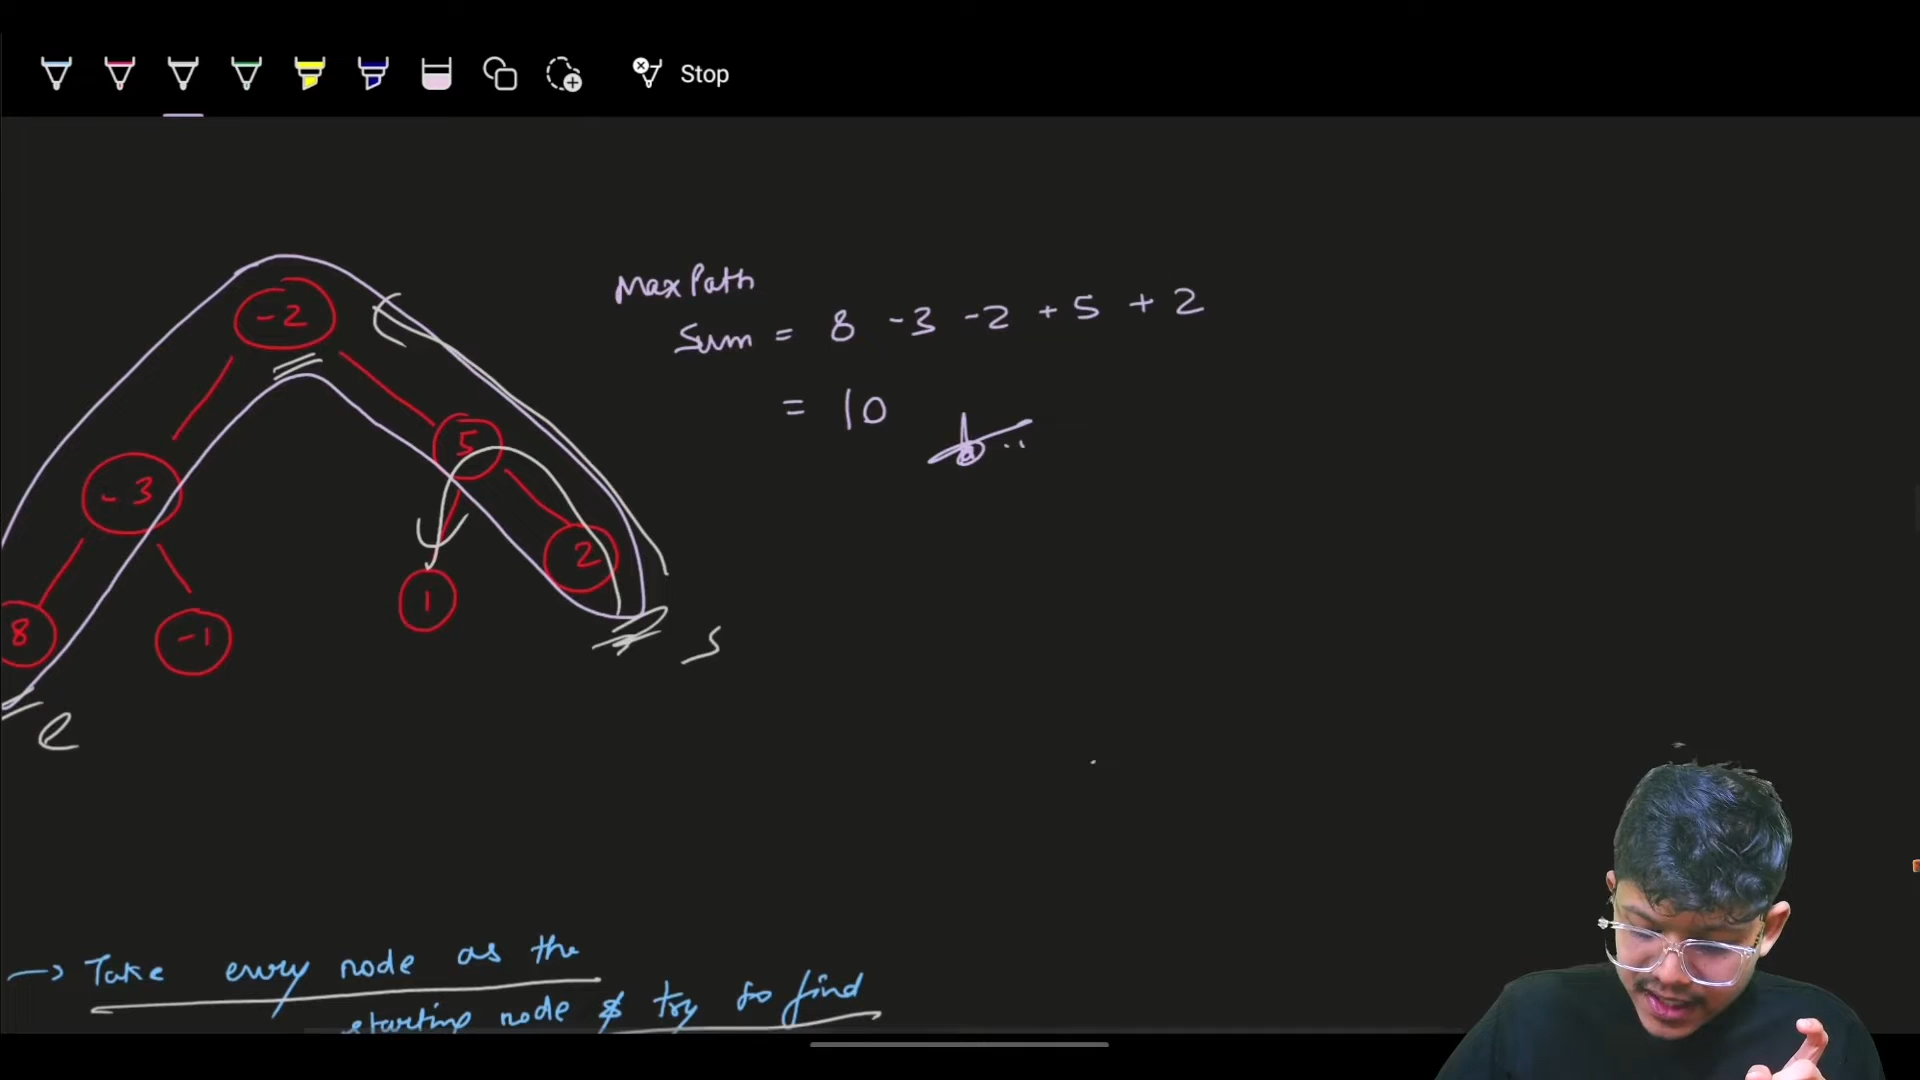 Stop
Max Path
Sum = 8 -3 -2 +5 +2
= 10
-2
5
-3
2
1
8
-1
s
e
→ Take every node as the
starting node & try to find